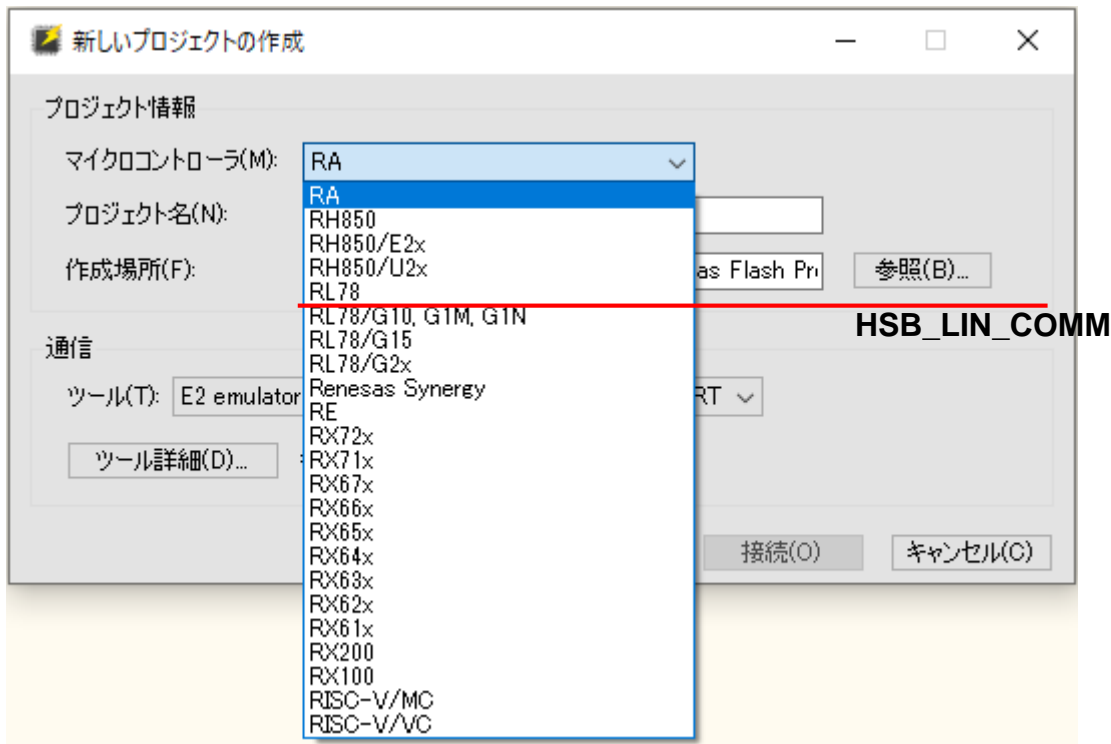 新しいプロジェクトの作成
プロジェクト情報
マイクロコントローラ(M): RA
RA
プロジェクト名(N):
RH850
RH850/E2x
作成場所(F): RH850/U2x as Flash Pr 参照(B)...
RL78
RL78/G10, G1M, G1N
HSB_LIN_COMM
通信
RL78/G15
RL78/G2x
ツール(T): E2 emulator Renesas Synergy RT
RE
RX72x
ツール詳細(D)... RX71x
RX67x
RX66x
RX65x
RX64x 接続(O) キャンセル(C)
RX63x
RX62x
RX61x
RX200
RX100
RISC-V/MC
RISC-V/VC